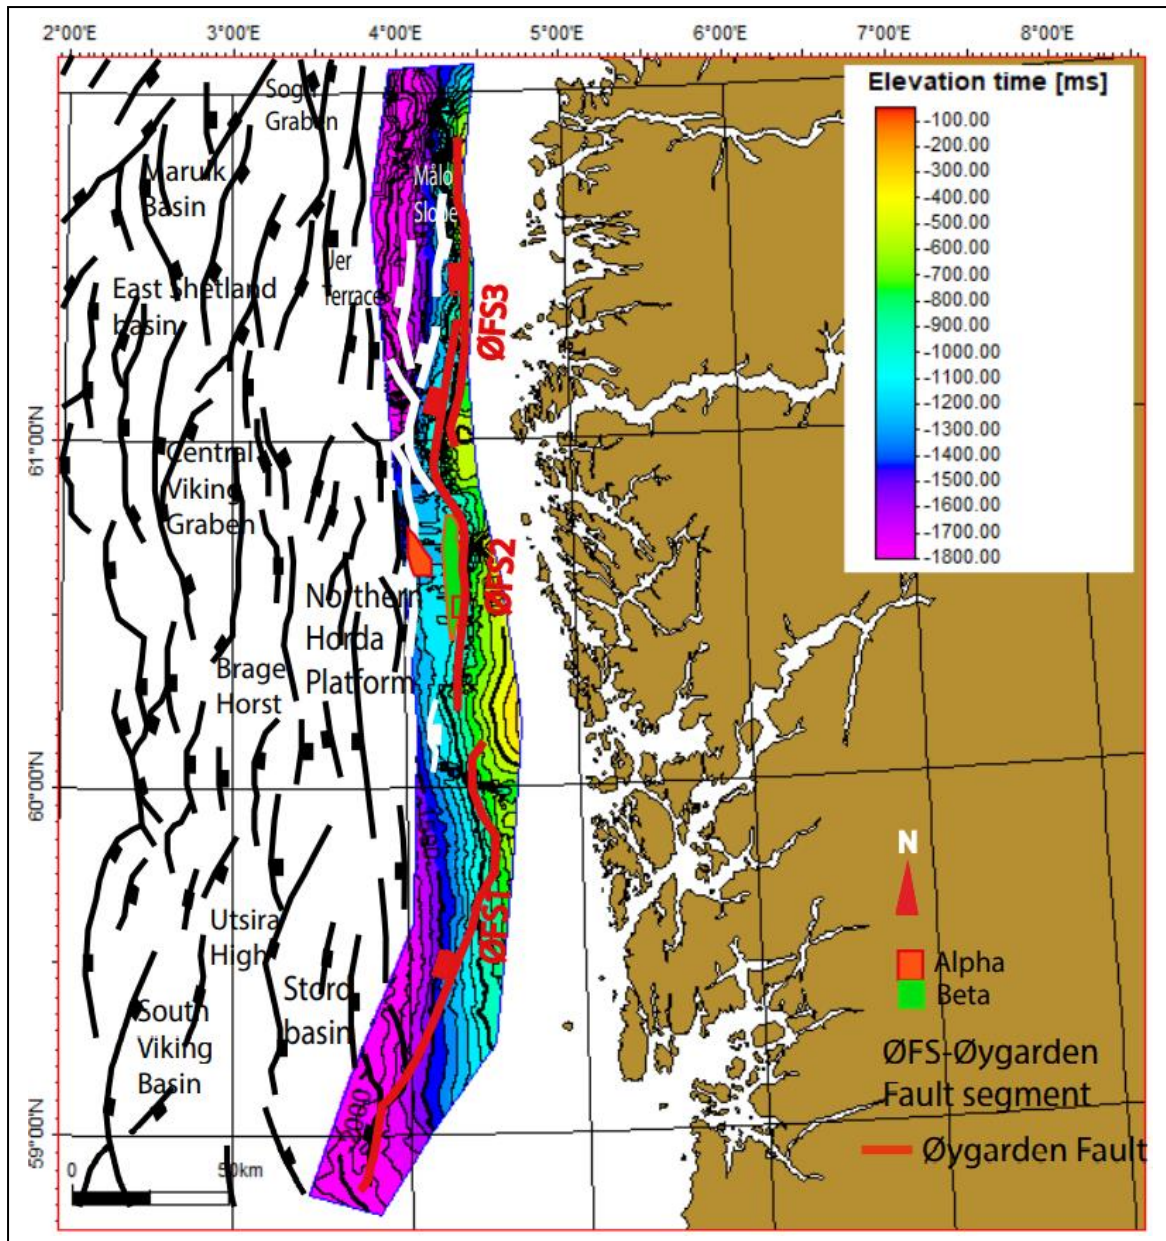 2°00'E 3°00'E 4°00'E 5°00'E 6°00'E 7°00'E 8°00'E
Elevation time [ms]
-100.00
-200.00
-300.00
-400.00
-500.00
-600.00
-700.00
-800.00
-900.00
-1000.00
-1100.00
-1200.00
-1300.00
-1400.00
-1500.00
-1600.00
-1700.00
-1800.00
Sogn
Graben
Marulk
Basin
Måló
Slope
Jer
Terrace
East Shetland
basin
ØFS3
61°00'N
Central
Viking
Graben
ØFS2
Northern
Horda
Platform
Brage
Horst
60°00'N
ØFS1
Utsira
High
Stord
basin
South
Viking
Basin
2000
59°00'N
0 50km
N
Alpha
Beta
ØFS-Øygarden
Fault segment
Øygarden Fault